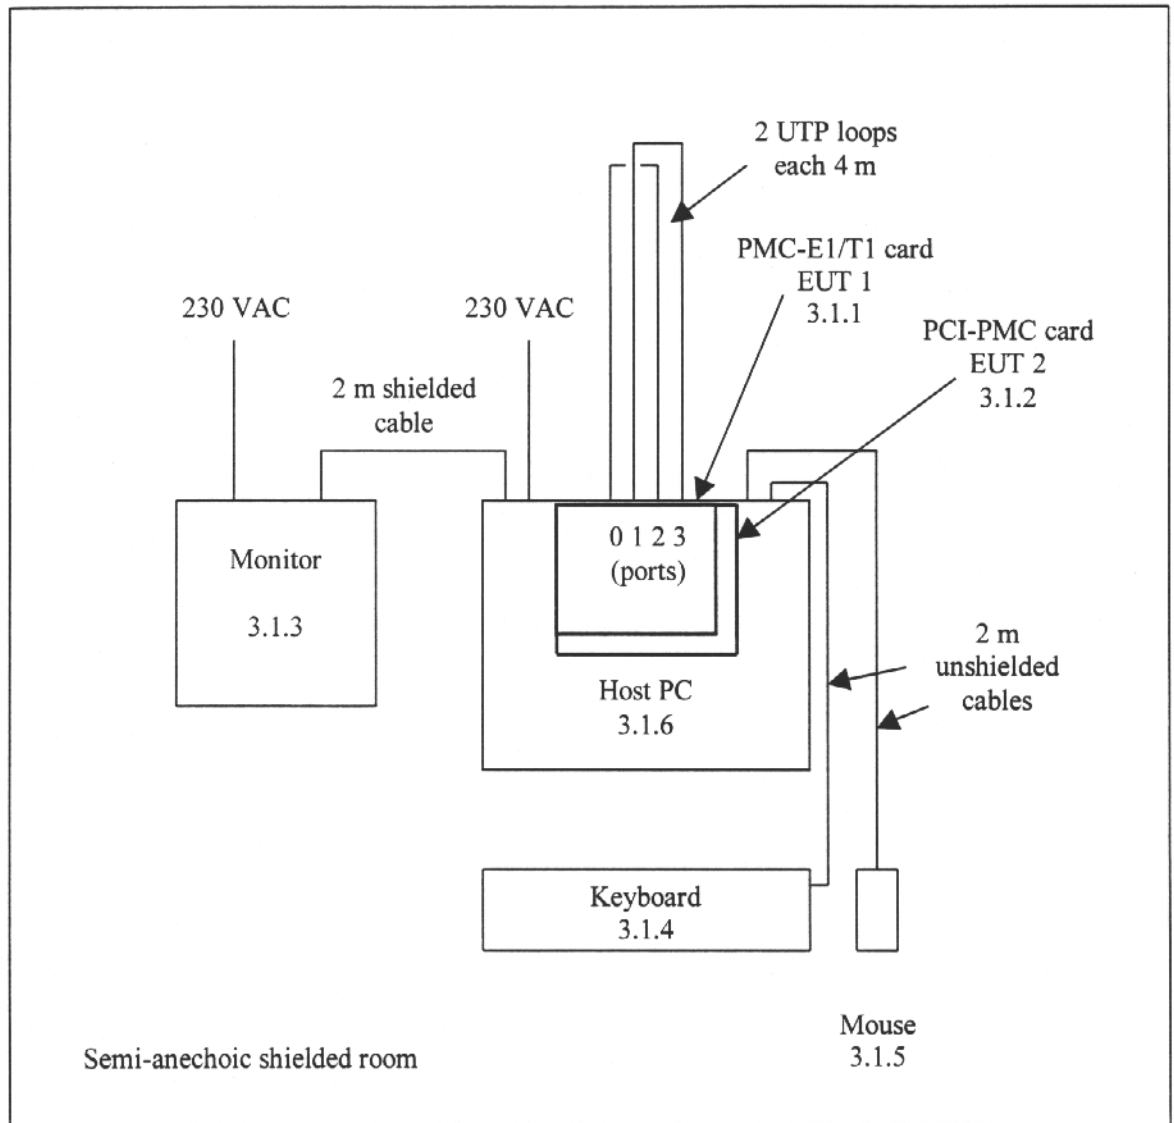 2 UTP loops
each 4 m
PMC-E1/T1 card
EUT 1
3.1.1
230 VAC
230 VAC
PCI-PMC card
EUT 2
3.1.2
2 m shielded
cable
0 1 2 3
(ports)
Monitor
3.1.3
Host PC
3.1.6
2 m
unshielded
cables
Keyboard
3.1.4
Mouse
3.1.5
Semi-anechoic shielded room